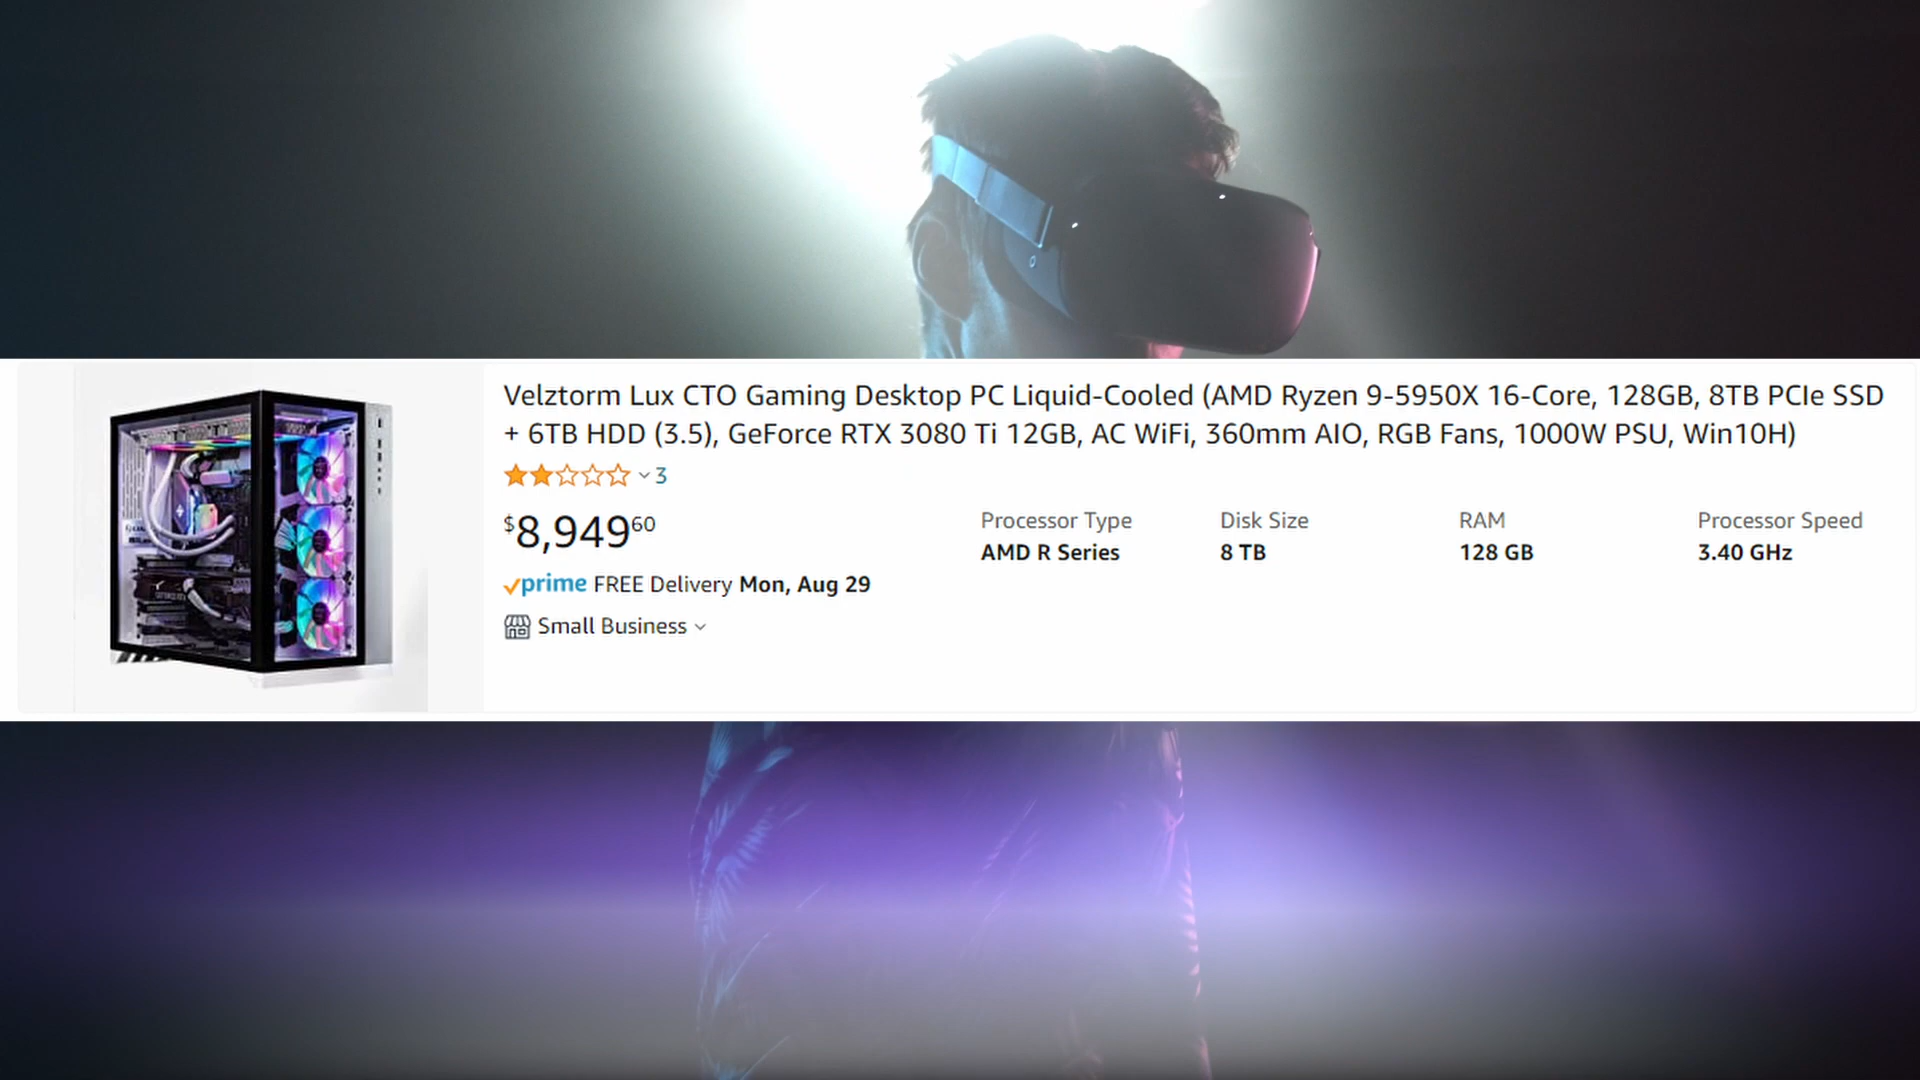 Velztorm Lux CTO Gaming Desktop PC Liquid-Cooled (AMD Ryzen 9-5950X 16-Core, 128GB, 8TB PCIe SSD
+ 6TB HDD (3.5), GeForce RTX 3080 Ti 12GB, AC WiFi, 360mm AIO, RGB Fans, 1000W PSU, Win10H)
3
$8,94960
Processor Type
AMD R Series
Disk Size
8 TB
RAM
128 GB
Processor Speed
3.40 GHz
prime FREE Delivery Mon, Aug 29
Small Business